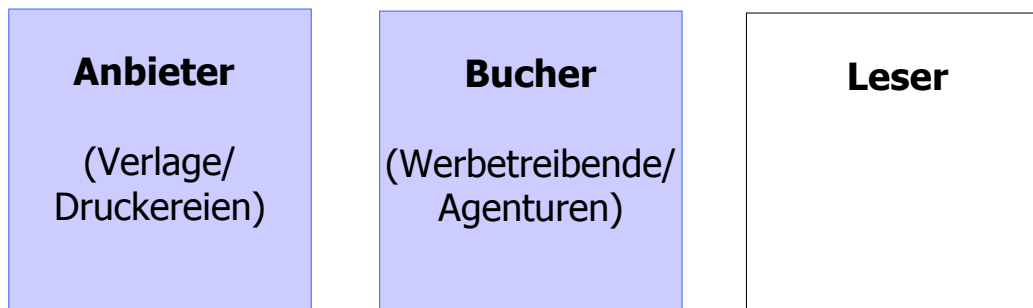 Anbieter
(Verlage/
Druckereien)
Bucher
(Werbetreibende/
Agenturen)
Leser